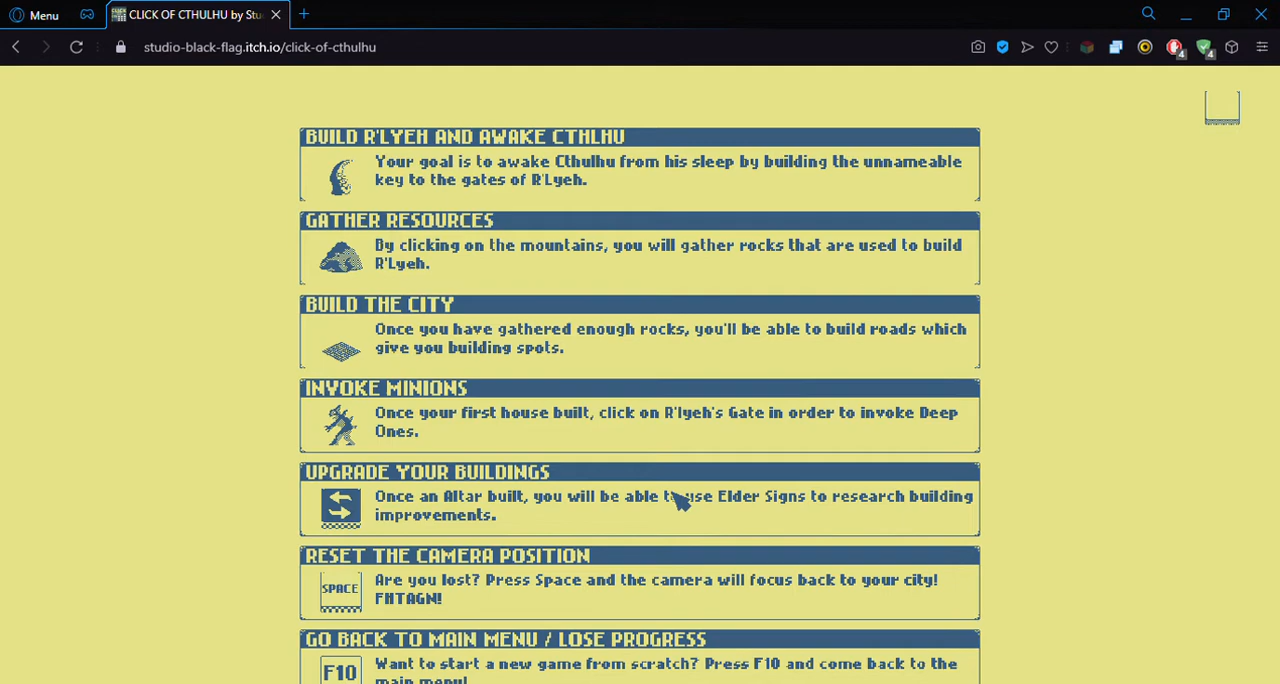 Menu
CLICK OF CTHULHU by Stu
studio-black-flag.itch.io/click-of-cthulhu
4
4
BUILD R'LYEH AND AWAKE CTHLHU
Your goal is to awake Cthulhu from his sleep by building the unnameable
key to the gates of R'Lyeh.
GATHER RESOURCES
By clicking on the mountains, you will gather rocks that are used to build
R'Lyeh.
BUILD THE CITY
Once you have gathered enough rocks, you'll be able to build roads which
give you building spots.
INVOKE MINIONS
Once your first house built, click on R'lyeh's Gate in order to invoke Deep
Ones.
UPGRADE YOUR BUILDINGS
Once an Altar built, you will be able to use Elder Signs to research building
improvements.
RESET THE CAMERA POSITION
SPACE
Are you lost? Press Space and the camera will focus back to your city!
FHTAGN!
GO BACK TO MAIN MENU / LOSE PROGRESS
F10
Want to start a new game from scratch? Press F10 and come back to the
main menu!